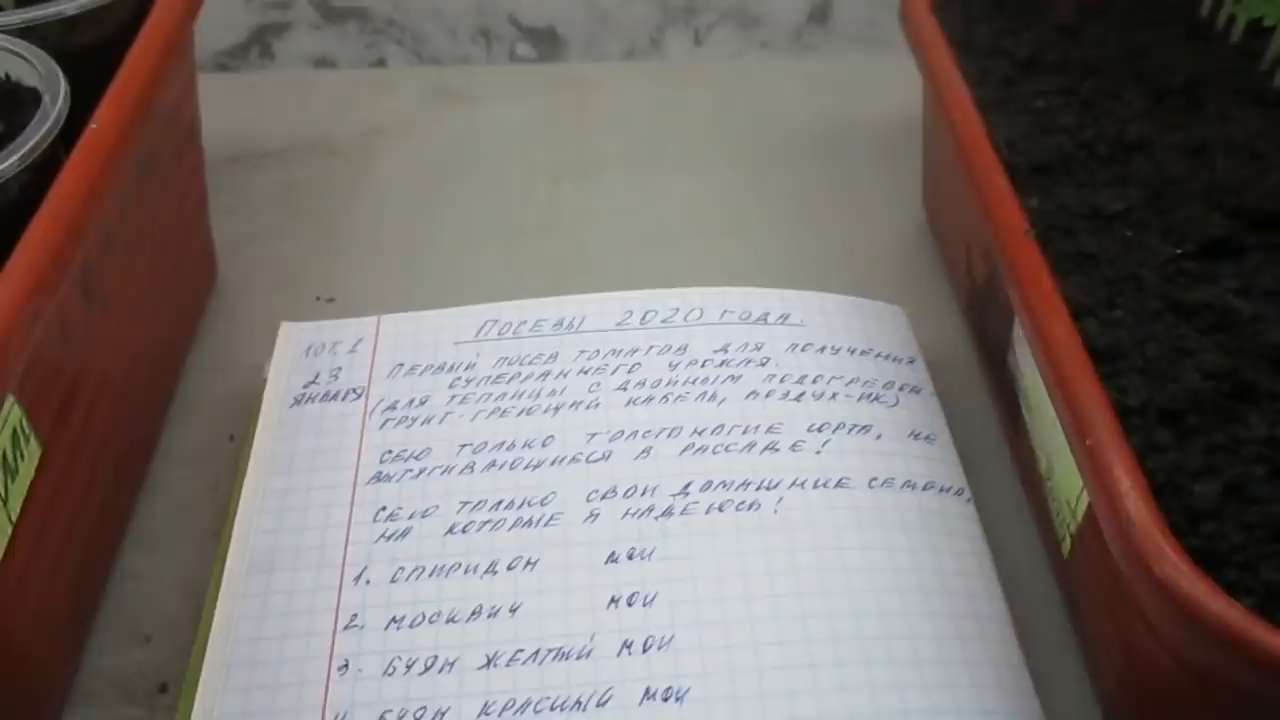 ПОСЕВЫ 2020 ГОДА.
23
ЯНВАРЯ
ПЕРВЫЙ ПОСЕВ ТОМАТОВ ДЛЯ ПОЛУЧЕНИЯ
СУПЕРРАННЕГО УРОЖАЯ.
(ДЛЯ ТЕПЛИЦЫ С ДВОЙНЫМ ПОДОГРЕВОМ-
ГРУНТ-ГРЕЮЩИЙ КАБЕЛЬ, ВОЗДУХ-ИК)
СЕЮ ТОЛЬКО ТОЛСТОНОГИЕ СОРТА, НЕ
ВЫТЯГИВАЮЩИЕСЯ В РАССАДЕ!
СЕЮ ТОЛЬКО СВОИ ДОМАШНИЕ СЕМЕНА,
НА КОТОРЫЕ Я НАДЕЮСЬ!
1. СПИРИДОН МОИ
2. МОСКВИЧ МОИ
3. БУЯН ЖЕЛТЫЙ МОИ
4. БУЯН КРАСНЫЙ МОИ